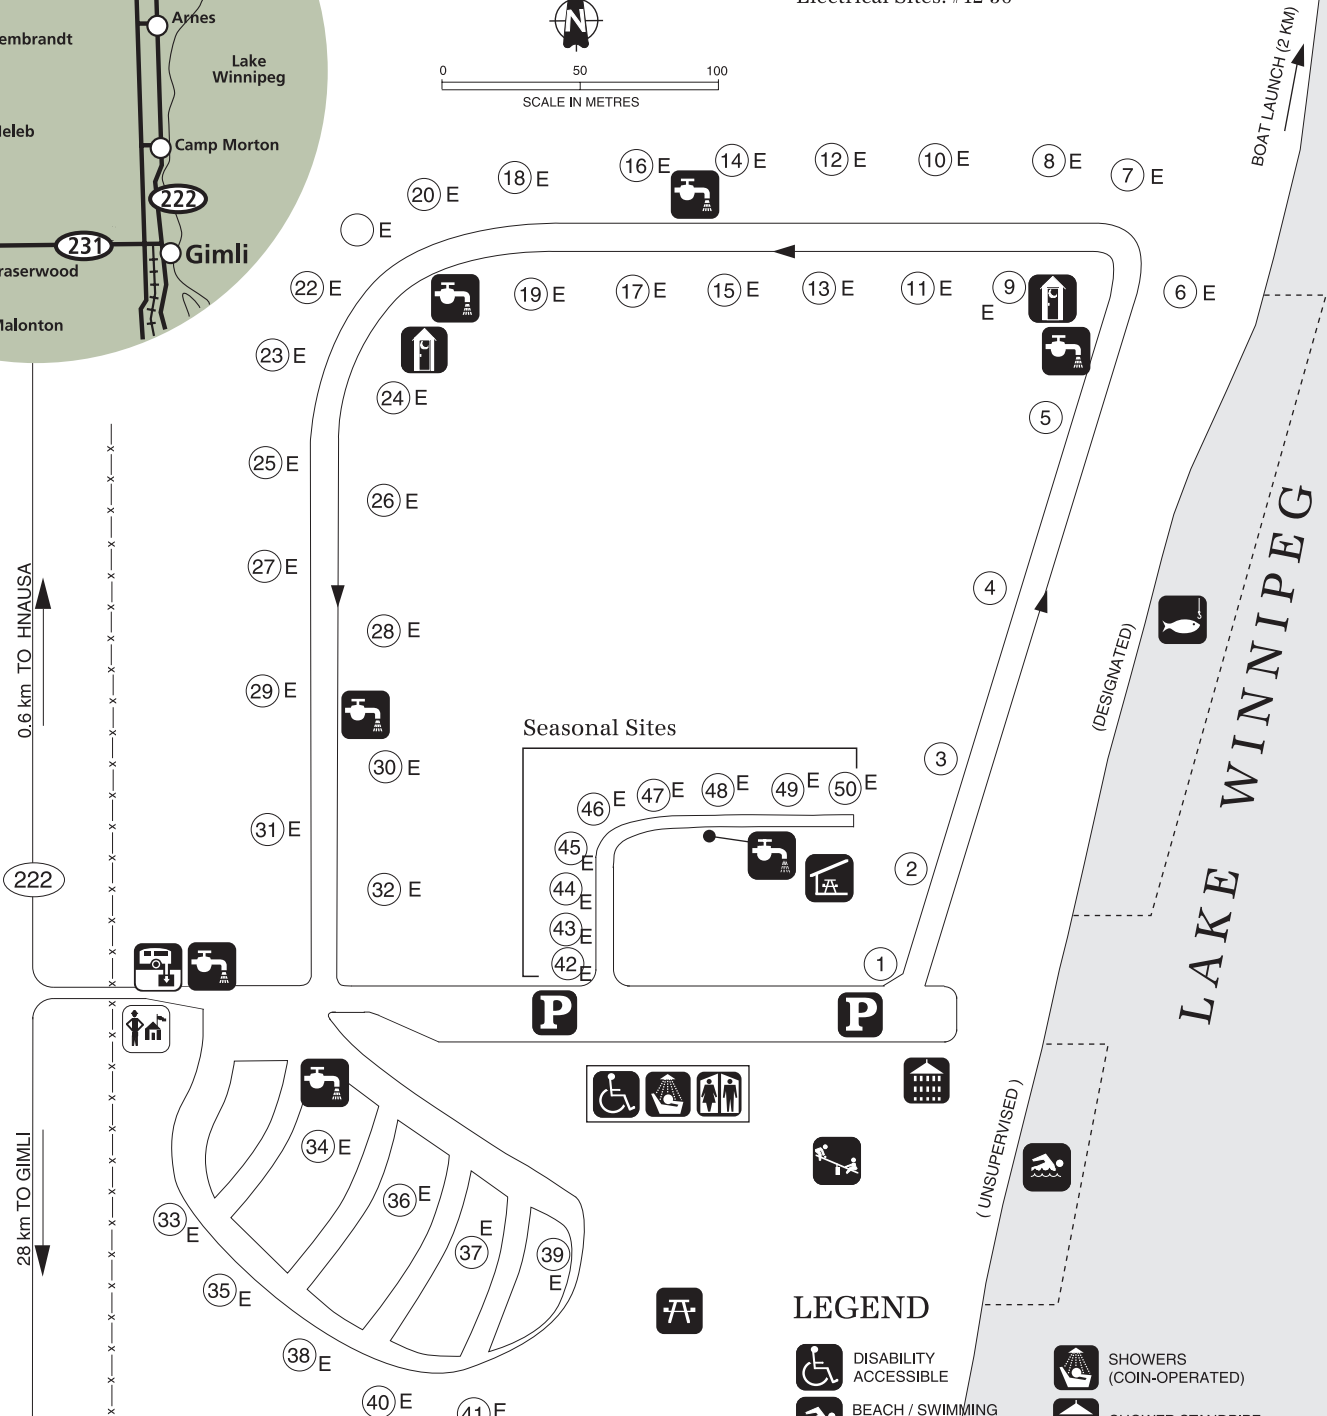 Arnes
embrandt
Lake
Winnipeg
eleb
Camp Morton
222
231
Gimli
raserwood
Malonton
N
0 50 100
SCALE IN METRES
BOAT LAUNCH (2 KM)
20 E
18 E
16 E
14 E
12 E
10 E
8 E
7 E
E
22 E
19 E
17 E
15 E
13 E
11 E
9
E
6 E
23 E
24 E
5
25 E
26 E
27 E
4
28 E
29 E
0.6 km TO HNAUSA
(DESIGNATED)
LAKE WINNIPEG
Seasonal Sites
30 E
3
46 E
47 E
48 E
49 E
50 E
31 E
45
E
2
222
32 E
44
E
43
E
42
E
1
P
P
28 km TO GIMLI
(UNSUPERVISED)
34 E
36 E
33
E
E
37
39
E
35
E
38 E
40 E
41 E
LEGEND
DISABILITY
ACCESSIBLE
SHOWERS
(COIN-OPERATED)
BEACH / SWIMMING